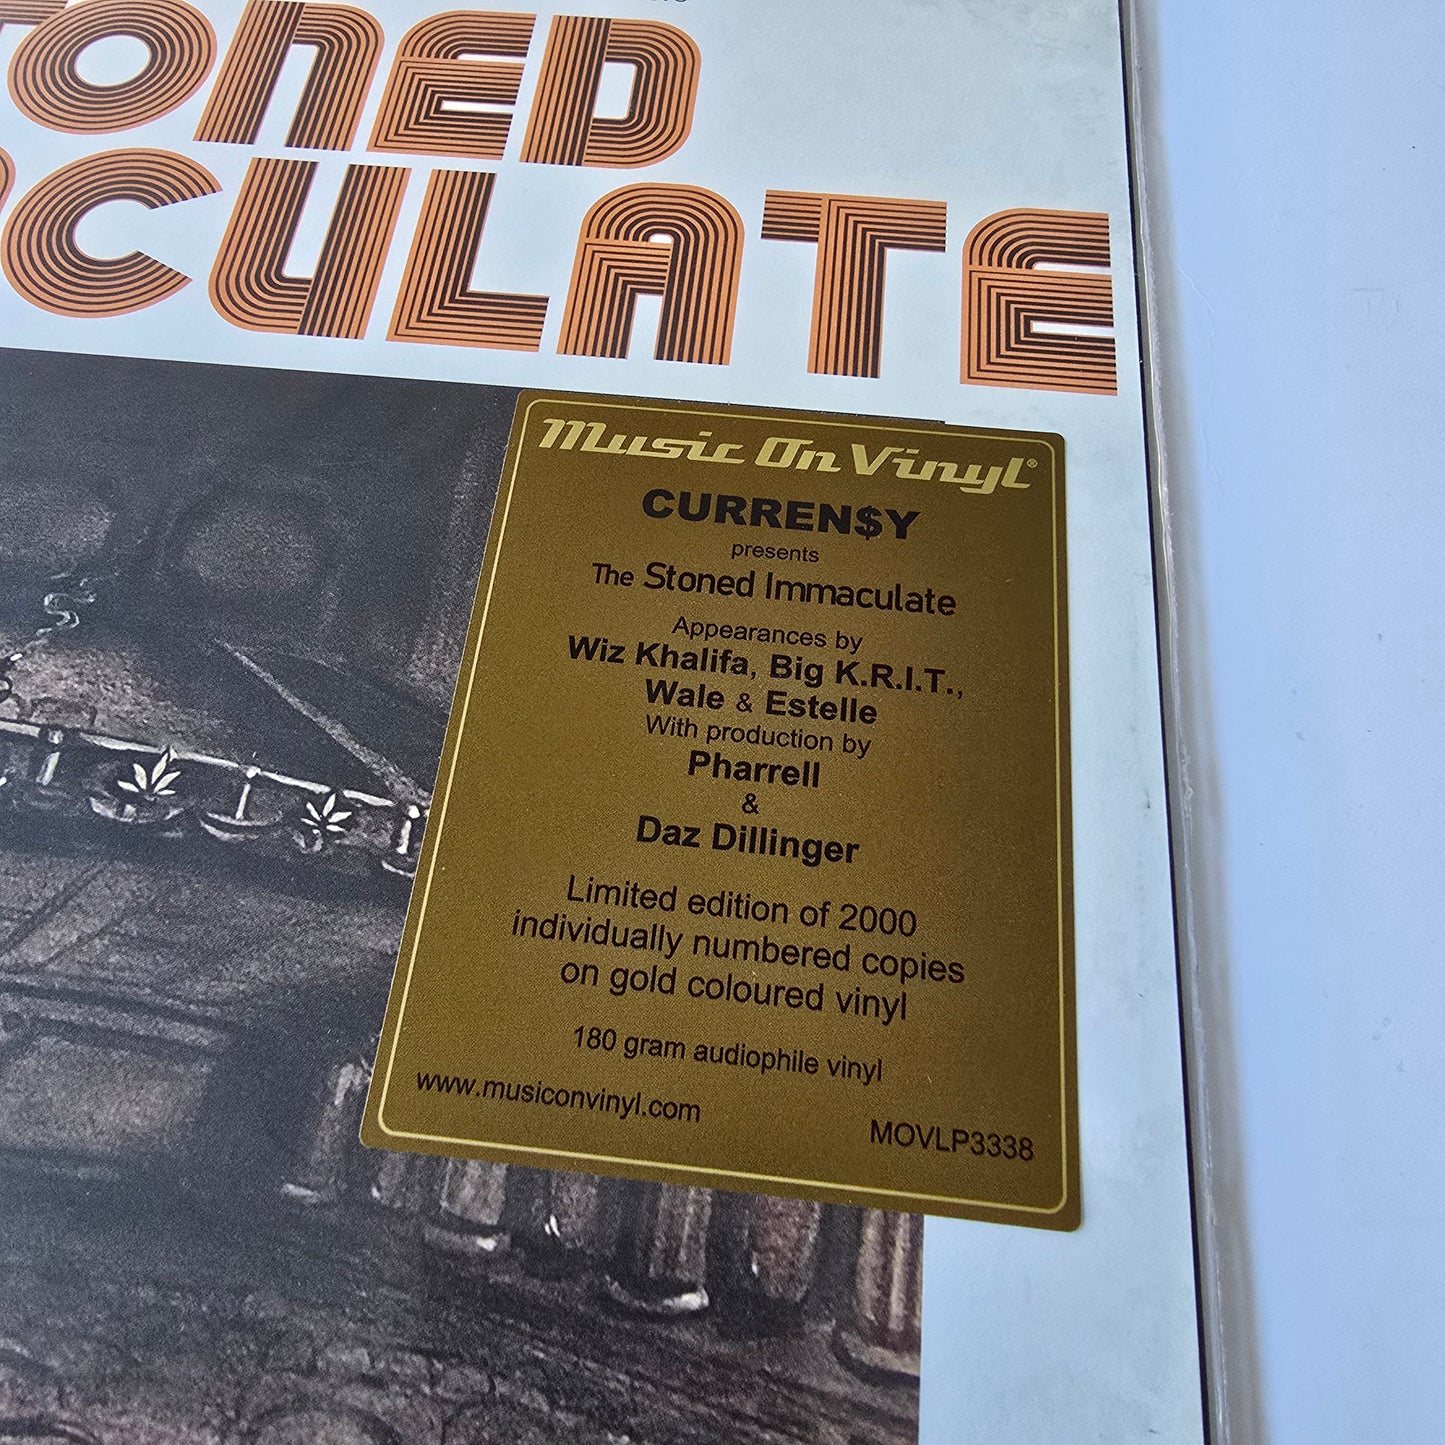 TONED
CULATE
Music On Vinyl®
CURREN$Y
presents
The Stoned Immaculate
Appearances by
Wiz Khalifa, Big K.R.I.T.,
Wale & Estelle
With production by
Pharrell
&
Daz Dillinger
Limited edition of 2000
individually numbered copies
on gold coloured vinyl
180 gram audiophile vinyl
www.musiconvinyl.com
MOVLP3338